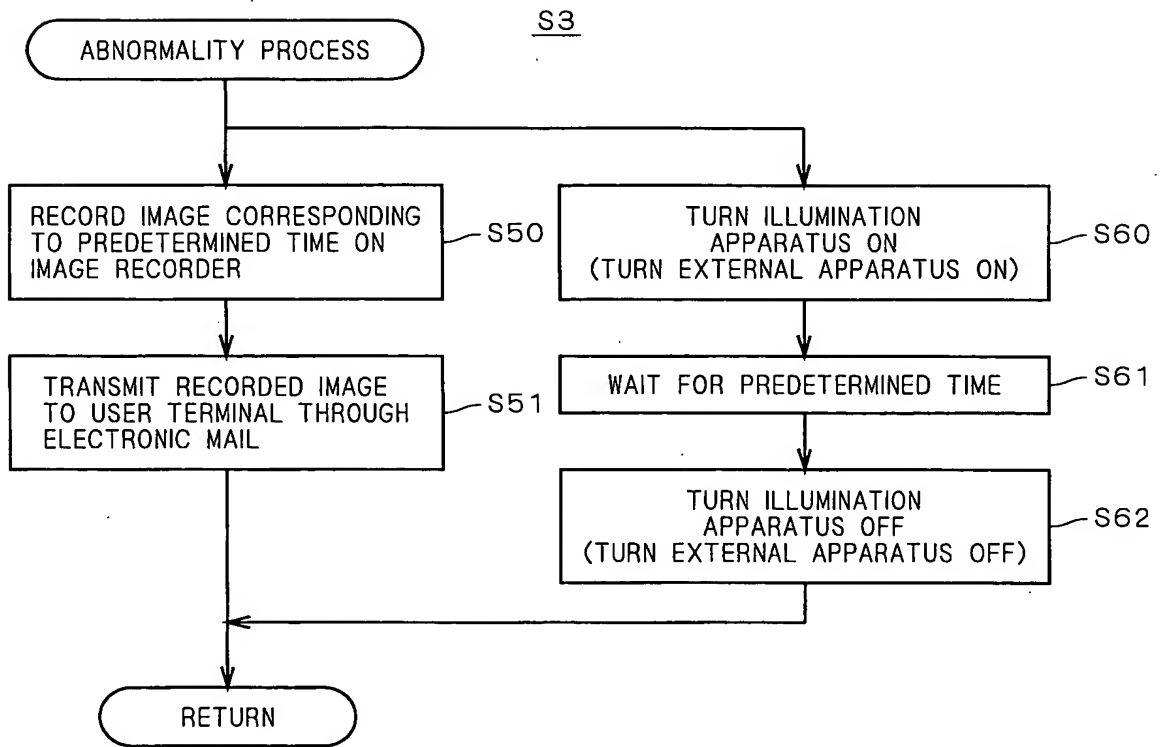 S3
ABNORMALITY PROCESS
RECORD IMAGE CORRESPONDING
TO PREDETERMINED TIME ON
IMAGE RECORDER
S50
TRANSMIT RECORDED IMAGE
TO USER TERMINAL THROUGH
ELECTRONIC MAIL
S51
TURN ILLUMINATION
APPARATUS ON
(TURN EXTERNAL APPARATUS ON)
S60
WAIT FOR PREDETERMINED TIME
S61
TURN ILLUMINATION
APPARATUS OFF
(TURN EXTERNAL APPARATUS OFF)
S62
RETURN